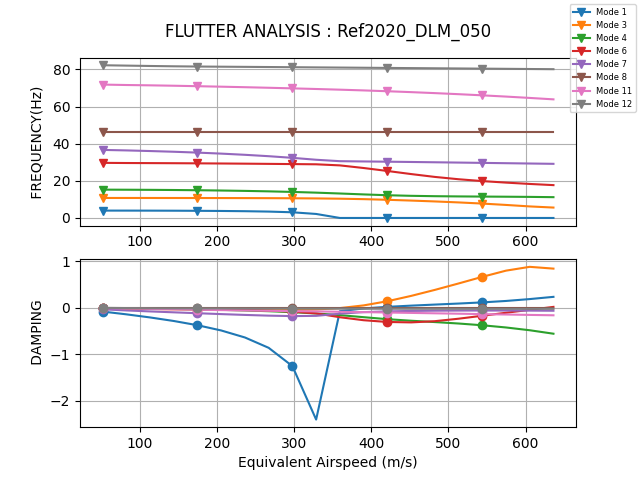 FLUTTER ANALYSIS : Ref2020_DLM_050
Mode 1
Mode 3
Mode 4
Mode 6
Mode 7
Mode 8
Mode 11
Mode 12
FREQUENCY(Hz)
80
60
40
20
0
100 200 300 400 500 600
DAMPING
1
0
−1
−2
100 200 300 400 500 600
Equivalent Airspeed (m/s)